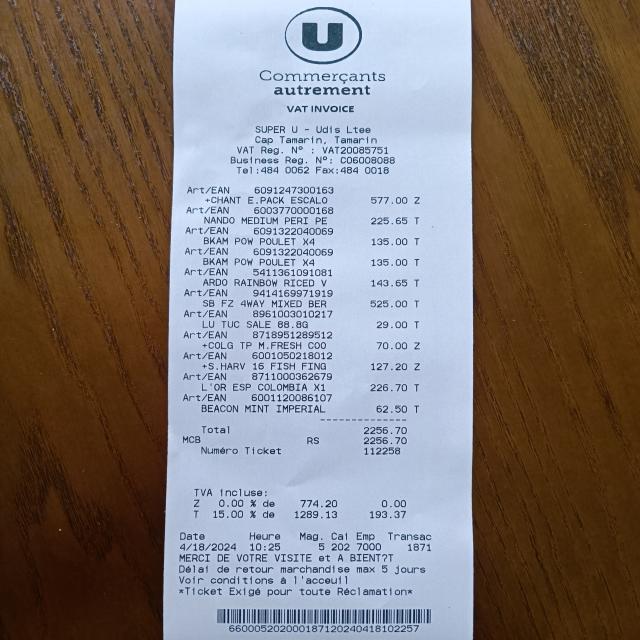 U
Commerçants
autrement
VAT INVOICE
SUPER U - Udis Ltee
Cap Tamarin, Tamarin
VAT Reg. N° : VAT20085751
Business Reg. N°: C06008088
Tel:484 0062 Fax:484 0018
Art/EAN 6091247300163
+CHANT E.PACK ESCALO 577.00 Z
Art/EAN 6003770000168
NANDO MEDIUM PERI PE 225.65 T
Art/EAN 6091322040069
BKAM POW POULET X4 135.00 T
Art/EAN 6091322040069
BKAM POW POULET X4 135.00 T
Art/EAN 5411361091081
ARDO RAINBOW RICED V 143.65 T
Art/EAN 9414169971919
SB FZ 4WAY MIXED BER 525.00 T
Art/EAN 8961003010217
LU TUC SALE 88.8G 29.00 T
Art/EAN 8718951289512
+COLG TP M.FRESH COO 70.00 Z
Art/EAN 6001050218012
+S.HARV 16 FISH FING 127.20 Z
Art/EAN 8711000362679
L'OR ESP COLOMBIA X1 226.70 T
Art/EAN 6001120086107
BEACON MINT IMPERIAL 62.50 T
Total 2256.70
MCB RS 2256.70
Numéro Ticket 112258
TVA incluse:
Z 0.00 % de 774.20 0.00
T 15.00 % de 1289.13 193.37
Date Heure Mag. Cai Emp Transac
4/18/2024 10:25 5 202 7000 1871
MERCI DE VOTRE VISITE et A BIENT?T
Délai de retour marchandise max 5 jours
Voir conditions à l'acceuil
*Ticket Exigé pour toute Réclamation*
66000520200018712024041810​2257